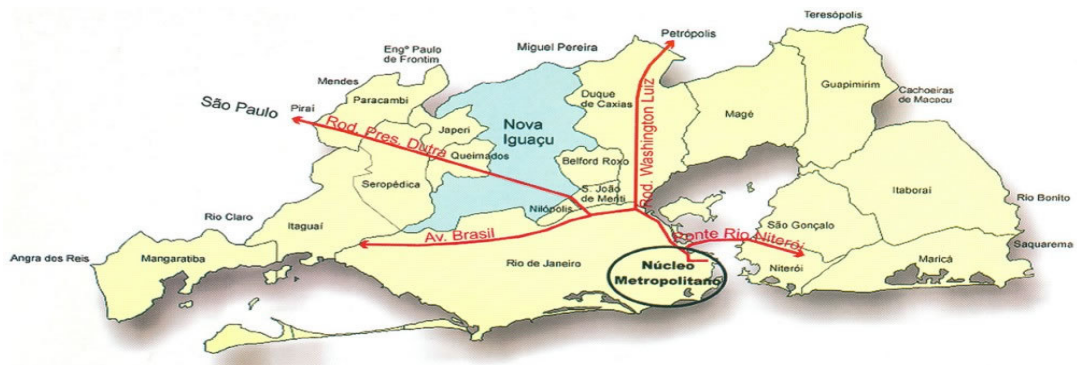 Teresópolis
Petrópolis
Miguel Pereira
Engº Paulo
de Frontim
Mendes
São Paulo
Piraí
Paracambi
Duque
de Caxias
Guapimirim
Cachoeiras
de Macacu
Magé
Rod. Washington Luiz
Japeri
Nova
Iguaçu
Rod. Pres. Dutra
Queimados
Belford Roxo
Seropédica
S. João
de Meriti
Nilópolis
Itaboraí
Rio Bonito
Rio Claro
Itaguaí
São Gonçalo
Av. Brasil
Ponte Rio Niterói
Saquarema
Angra dos Reis
Mangaratiba
Rio de Janeiro
Núcleo
Metropolitano
Niterói
Maricá